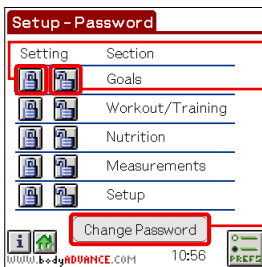 Setup - Password
Setting Section
Goals
Workout/Training
Nutrition
Measurements
Setup
Change Password
i
www.bodyADVANCE.com 10:56 PREFS